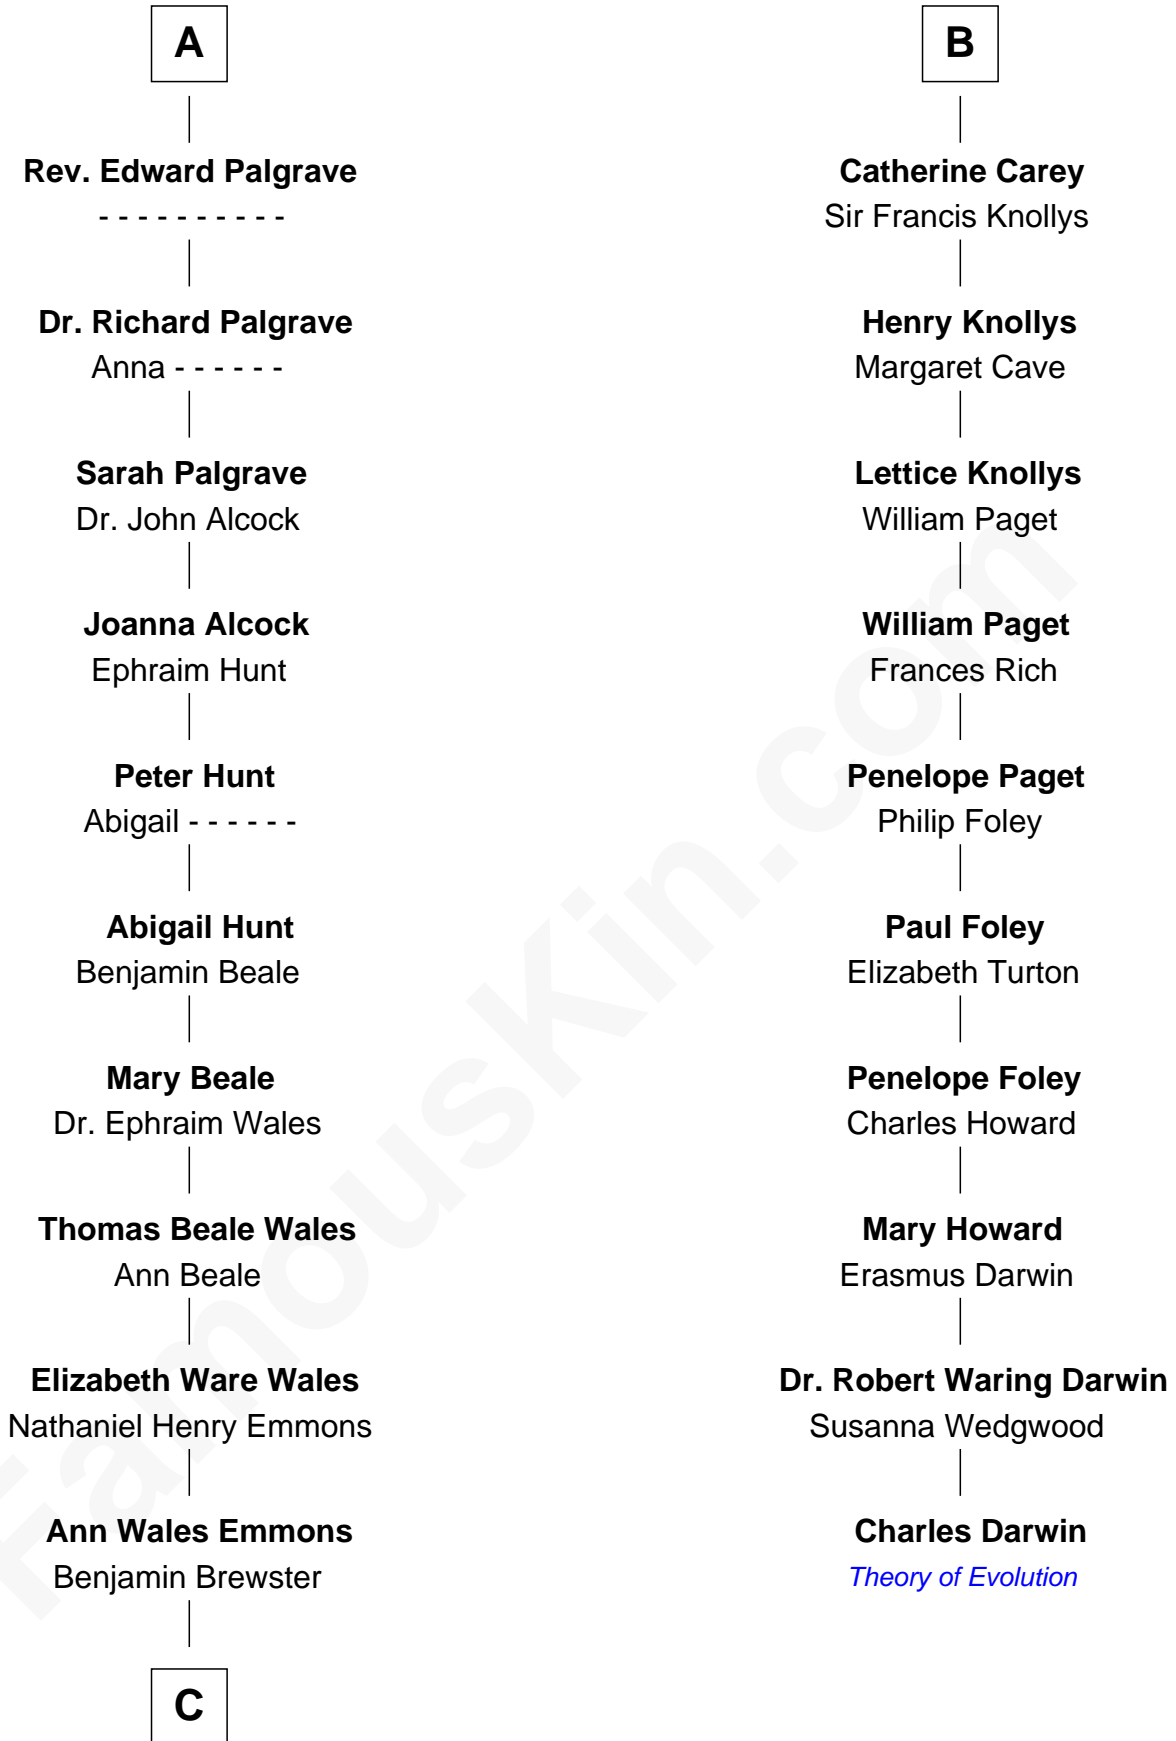 A
Rev. Edward Palgrave
- - - - - - - - - -
Dr. Richard Palgrave
Anna - - - - - -
Sarah Palgrave
Dr. John Alcock
Joanna Alcock
Ephraim Hunt
Peter Hunt
Abigail - - - - - -
Abigail Hunt
Benjamin Beale
Mary Beale
Dr. Ephraim Wales
Thomas Beale Wales
Ann Beale
Elizabeth Ware Wales
Nathaniel Henry Emmons
Ann Wales Emmons
Benjamin Brewster
C
B
Catherine Carey
Sir Francis Knollys
Henry Knollys
Margaret Cave
Lettice Knollys
William Paget
William Paget
Frances Rich
Penelope Paget
Philip Foley
Paul Foley
Elizabeth Turton
Penelope Foley
Charles Howard
Mary Howard
Erasmus Darwin
Dr. Robert Waring Darwin
Susanna Wedgwood
Charles Darwin
Theory of Evolution
FamousKin.com